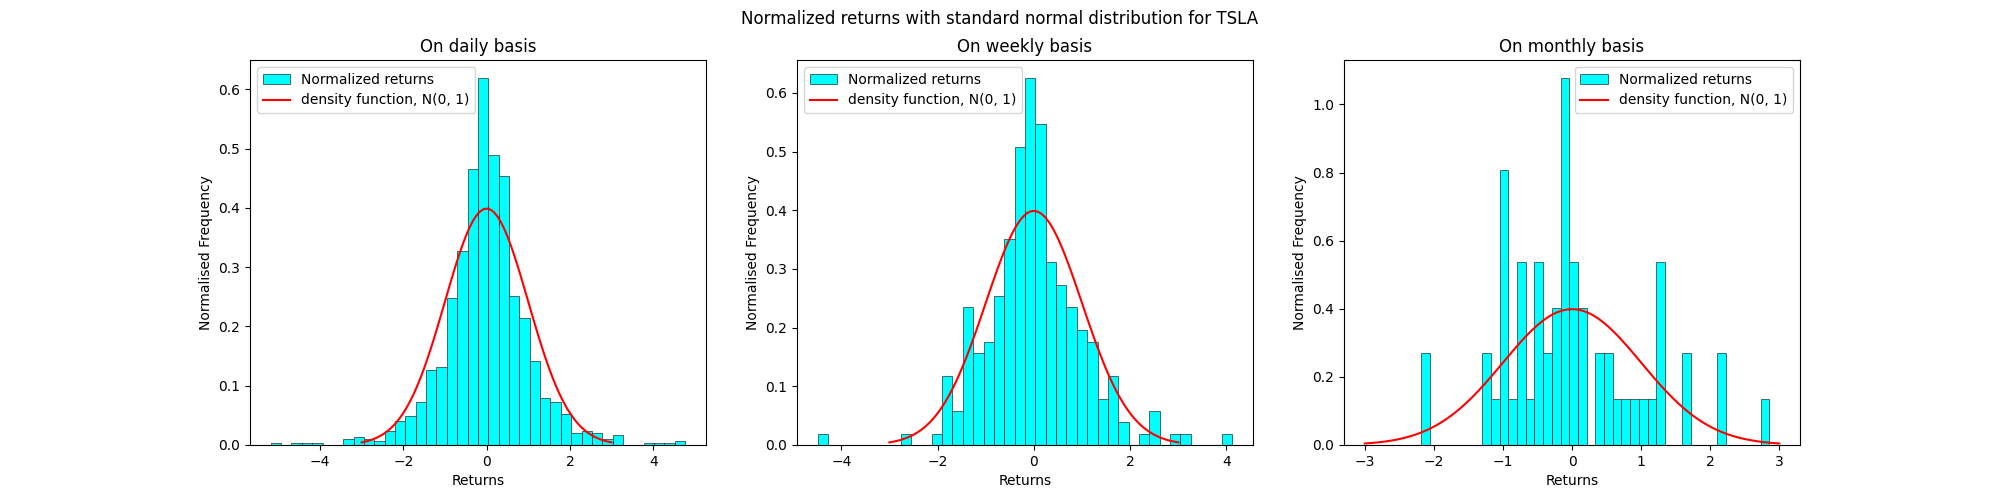 Normalized returns with standard normal distribution for TSLA
On daily basis
Normalized returns
density function, N(0, 1)
Normalised Frequency
0.6
0.5
0.4
0.3
0.2
0.1
0.0
−4
−2
0
2
4
Returns
On weekly basis
Normalized returns
density function, N(0, 1)
Normalised Frequency
0.6
0.5
0.4
0.3
0.2
0.1
0.0
−4
−2
0
2
4
Returns
On monthly basis
Normalized returns
density function, N(0, 1)
Normalised Frequency
1.0
0.8
0.6
0.4
0.2
0.0
−3
−2
−1
0
1
2
3
Returns